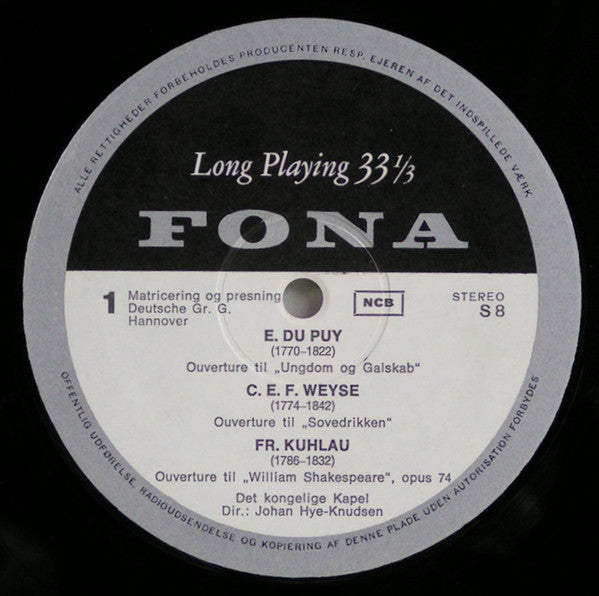 ALLE RETTIGHEDER FORBEHOLDES PRODUCENTEN RESP. EJEREN AF DET INDSPILLEDE VÆRK
Long Playing 33 1/3
FONA
1 Matricering og presning
Deutsche Gr. G.
Hannover
NCB
STEREO
S 8
E. DU PUY
(1770–1822)
Ouverture til „Ungdom og Galskab“
C. E. F. WEYSE
(1774–1842)
Ouverture til „Sovedrikken“
FR. KUHLAU
(1786–1832)
Ouverture til „William Shakespeare“, opus 74
Det kongelige Kapel
Dir.: Johan Hye-Knudsen
OFFENTLIG UDFØRELSE, RADIOUDSENDELSE OG KOPIERING AF DENNE PLADE UDEN AUTORISATION FORBYDES